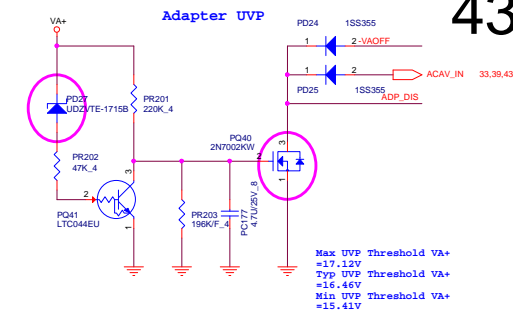 Adapter UVP
43
VA+
PD24
1SS355
1
2
-VAOFF
1
2
ACAV_IN
33,39,43
PD25
1SS355
ADP_DIS
PD27
UDZVTE-1715B
PR201
220K_4
PQ40
2N7002KW
3
2
1
PR202
47K_4
3
2
1
PQ41
LTC044EU
PR203
196K/F_4
PC177
4.7U/25V_8
Max UVP Threshold VA+
=17.12V
Typ UVP Threshold VA+
=16.46V
Min UVP Threshold VA+
=15.41V